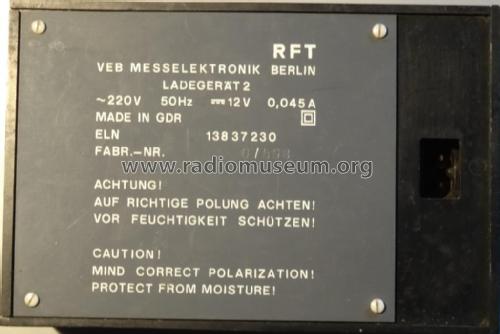 RFT
VEB MESSELEKTRONIK BERLIN
LADEGERÄT 2
~220V 50Hz ⎓12V 0,045A
MADE IN GDR
ELN 13837230
FABR.-NR.
www.radiomuseum.org
ACHTUNG!
AUF RICHTIGE POLUNG ACHTEN!
VOR FEUCHTIGKEIT SCHÜTZEN!
CAUTION!
MIND CORRECT POLARIZATION!
PROTECT FROM MOISTURE!